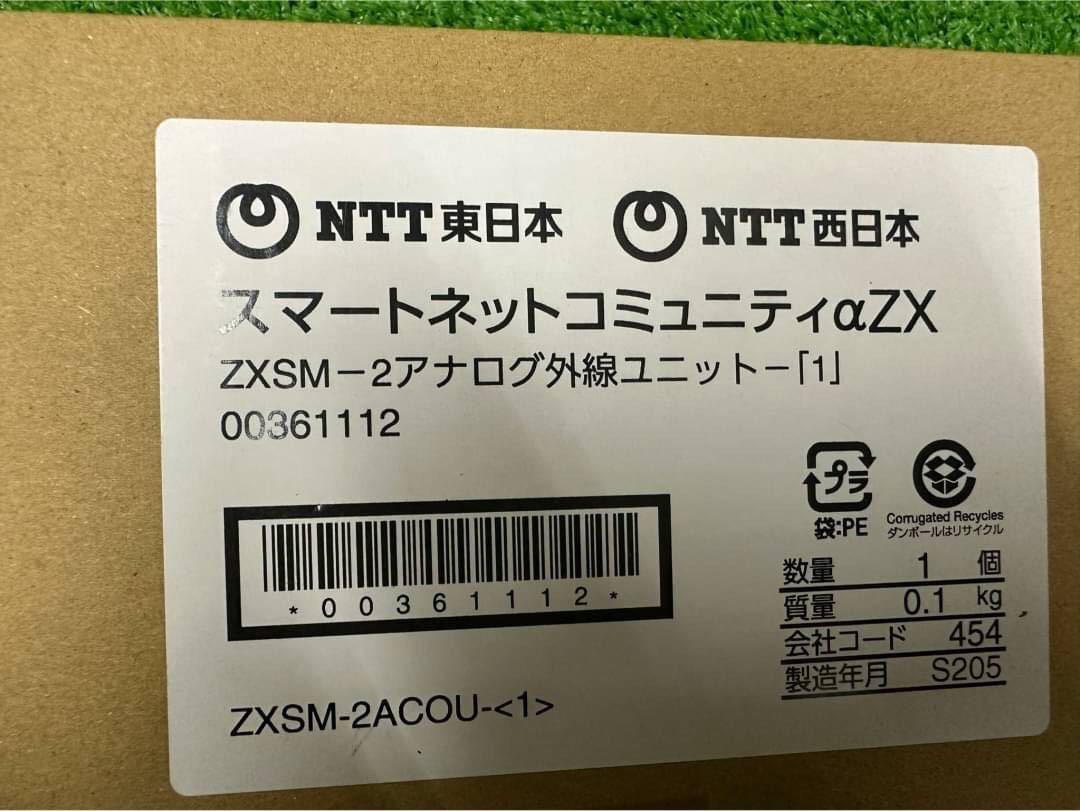 NTT東日本 NTT西日本
スマートネットコミュニティαZX
ZXSM－2アナログ外線ユニット－「1」
00361112
プラ
袋:PE
Corrugated Recycles
ダンボールはリサイクル
*00361112*
数量 1 個
質量 0.1 kg
会社コード 454
製造年月 S205
ZXSM-2ACOU-<1>